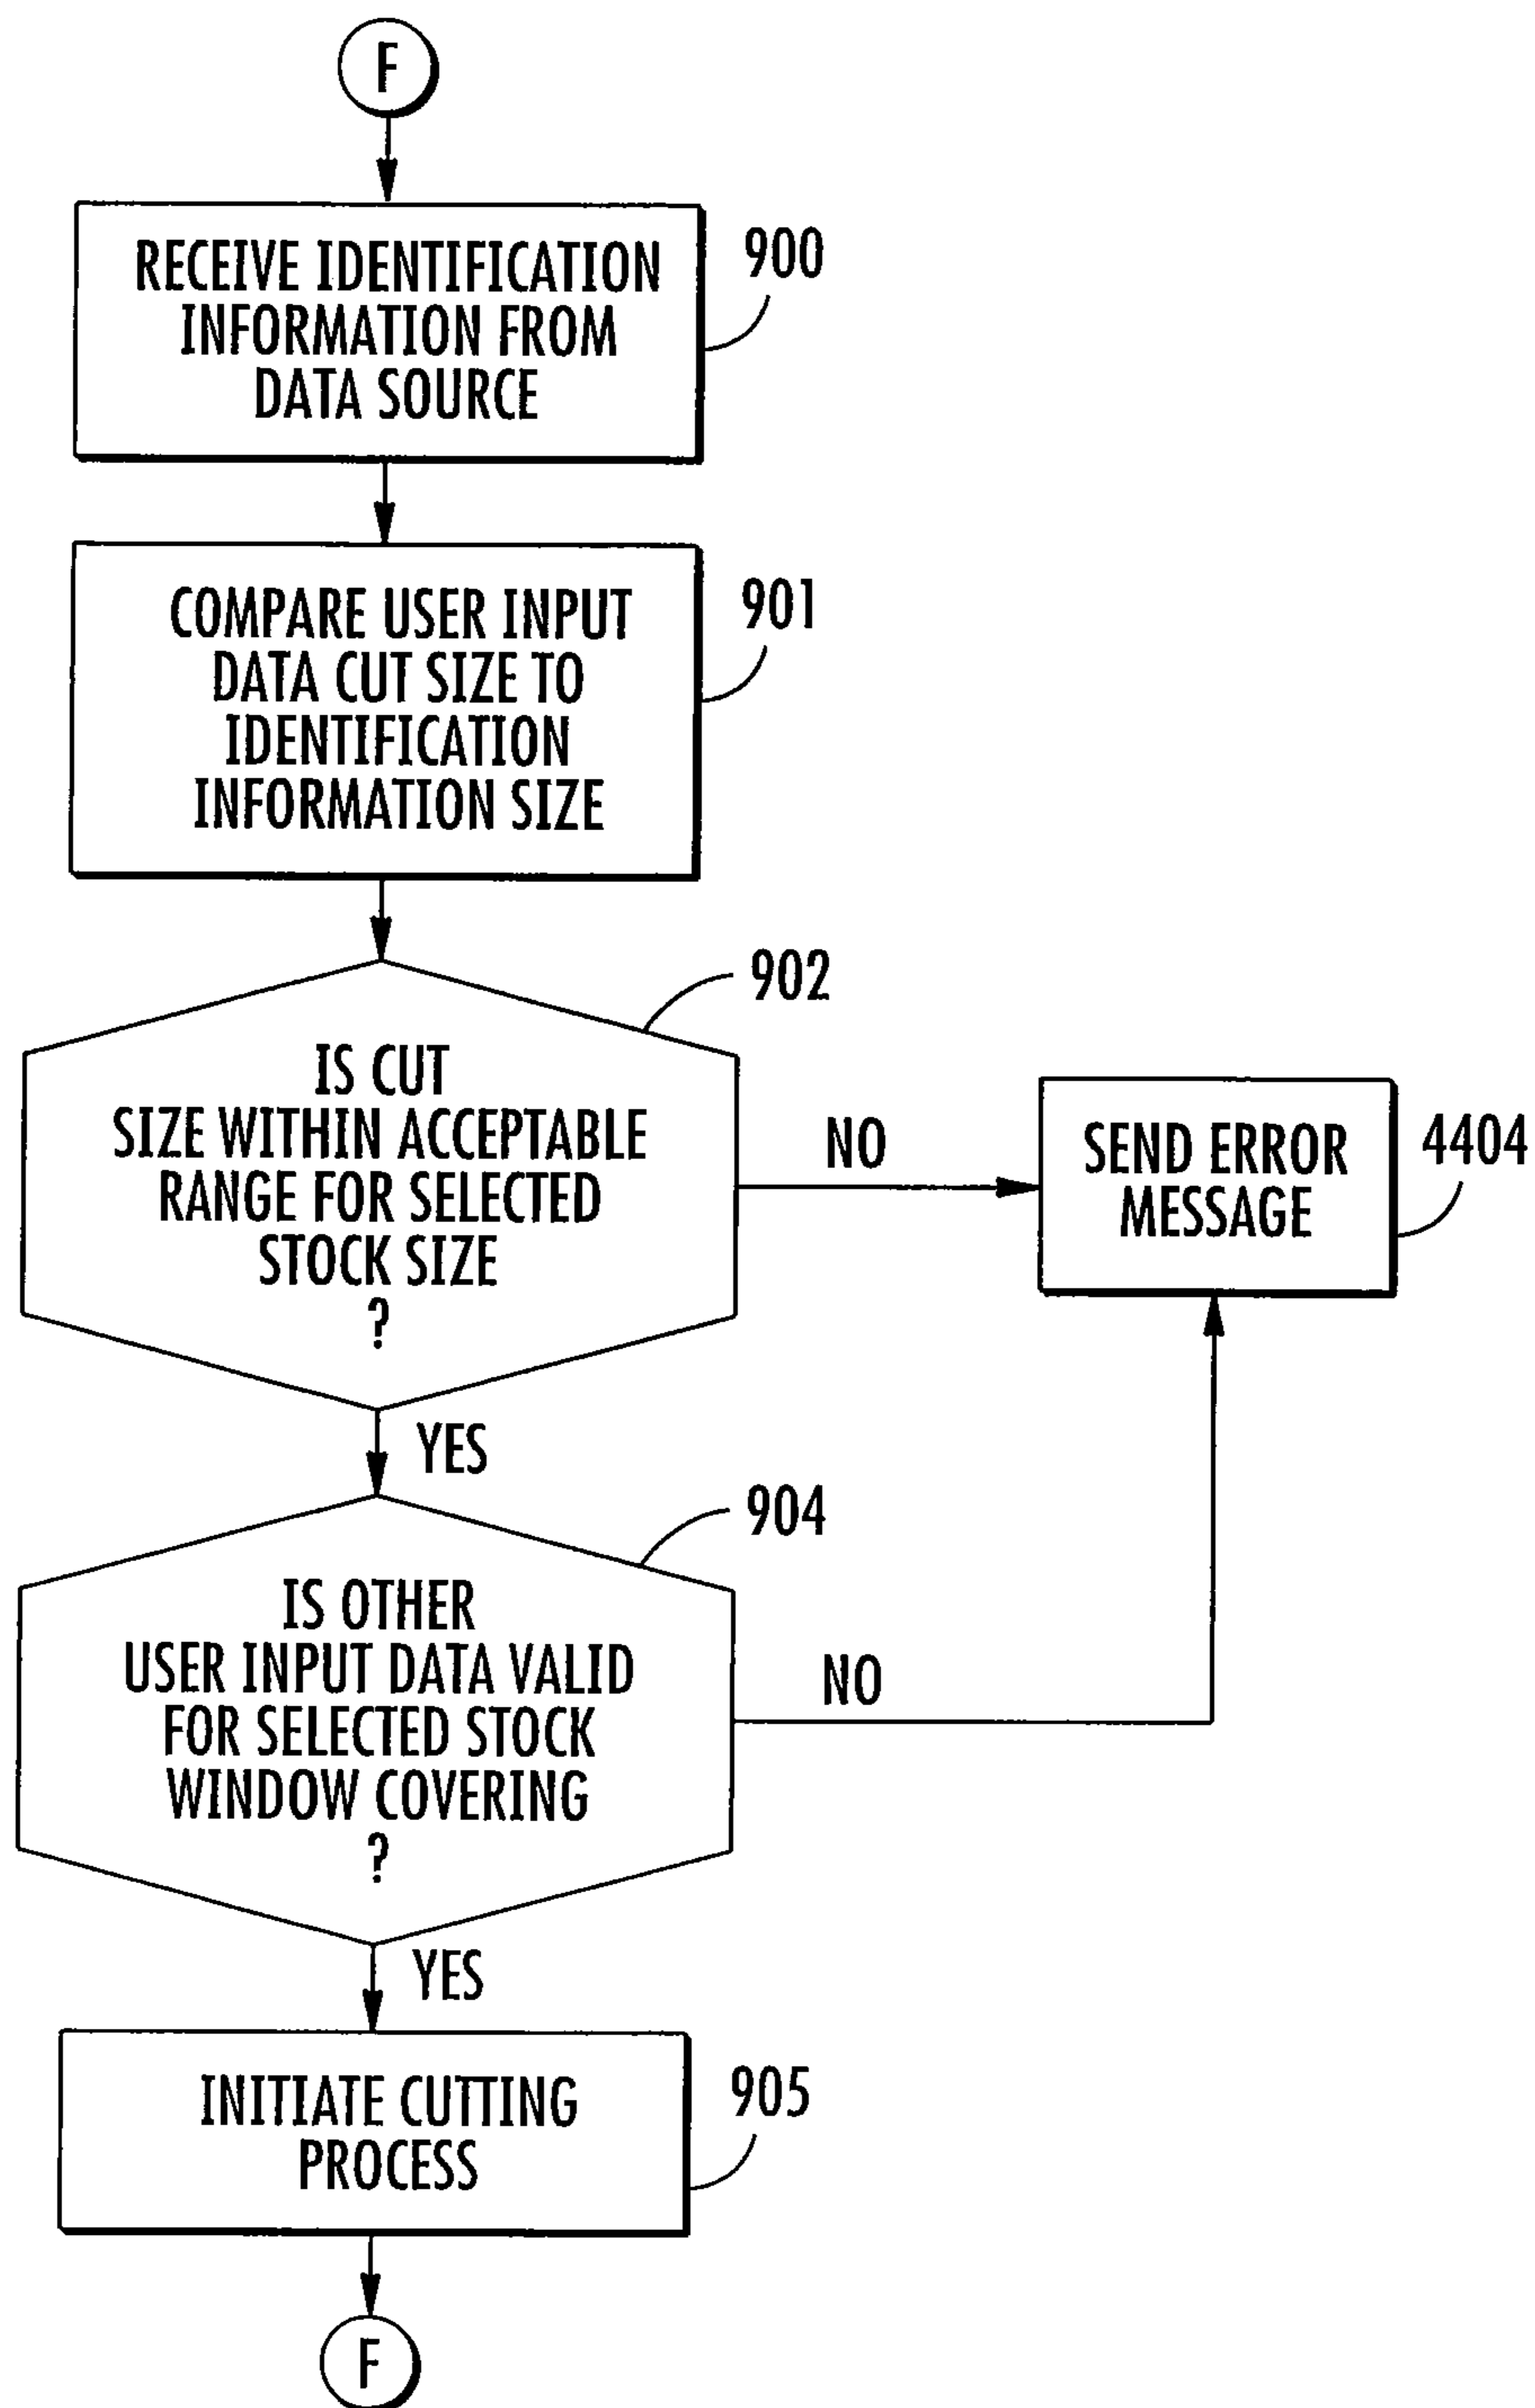 F
RECEIVE IDENTIFICATION
INFORMATION FROM
DATA SOURCE
900
COMPARE USER INPUT
DATA CUT SIZE TO
IDENTIFICATION
INFORMATION SIZE
901
902
IS CUT
SIZE WITHIN ACCEPTABLE
RANGE FOR SELECTED
STOCK SIZE
?
NO
SEND ERROR
MESSAGE
4404
YES
904
IS OTHER
USER INPUT DATA VALID
FOR SELECTED STOCK
WINDOW COVERING
?
NO
YES
INITIATE CUTTING
PROCESS
905
F